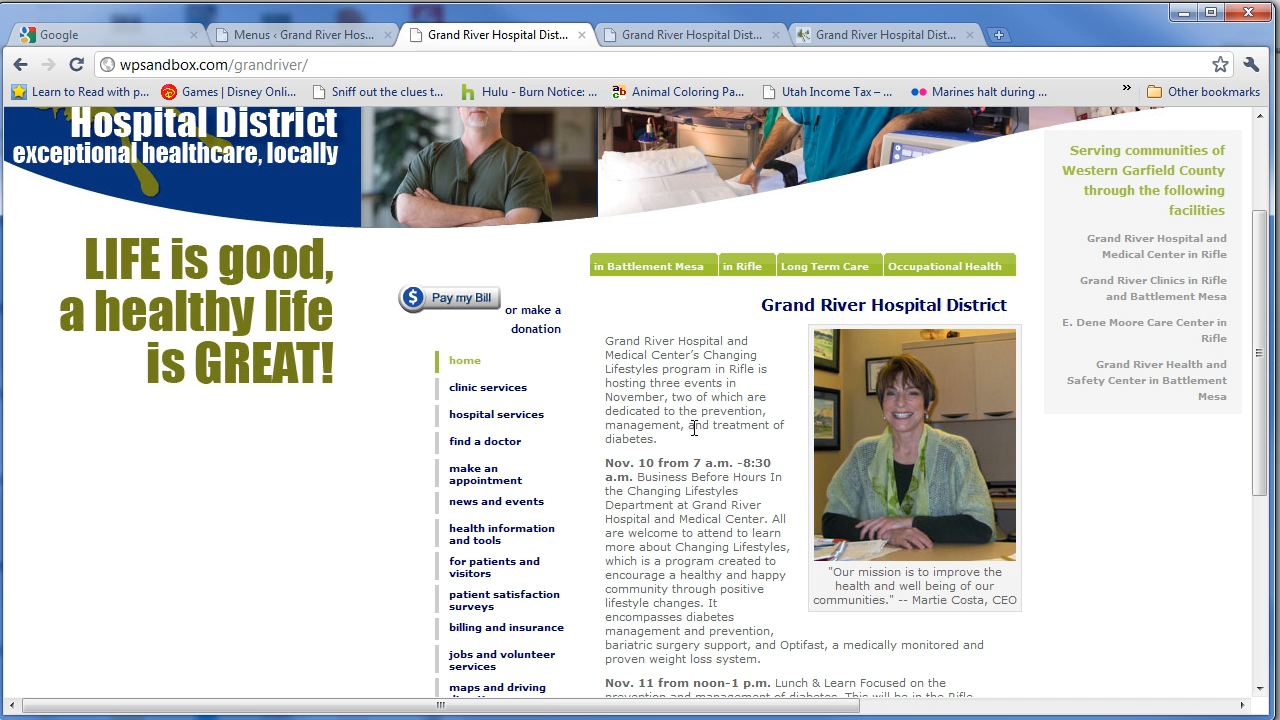 Google
Menus ‹ Grand River Hos...
Grand River Hospital Dist...
Grand River Hospital Dist...
Grand River Hospital Dist...
wpsandbox.com/grandriver/
Learn to Read with p...
Games | Disney Onli...
Sniff out the clues t...
Hulu - Burn Notice: ...
Animal Coloring Pa...
Utah Income Tax – ...
Marines halt during ...
»
Other bookmarks
Hospital District
exceptional healthcare, locally
LIFE is good,
a healthy life
is GREAT!
in Battlement Mesa
in Rifle
Long Term Care
Occupational Health
$ Pay my Bill
or make a
donation
home
clinic services
hospital services
find a doctor
make an
appointment
news and events
health information
and tools
for patients and
visitors
patient satisfaction
surveys
billing and insurance
jobs and volunteer
services
maps and driving
Grand River Hospital District
Grand River Hospital and
Medical Center's Changing
Lifestyles program in Rifle is
hosting three events in
November, two of which are
dedicated to the prevention,
management, and treatment of
diabetes.
Nov. 10 from 7 a.m. -8:30
a.m. Business Before Hours In
the Changing Lifestyles
Department at Grand River
Hospital and Medical Center. All
are welcome to attend to learn
more about Changing Lifestyles,
which is a program created to
encourage a healthy and happy
community through positive
lifestyle changes. It
encompasses diabetes
management and prevention,
bariatric surgery support, and Optifast, a medically monitored and
proven weight loss system.
Nov. 11 from noon-1 p.m. Lunch & Learn Focused on the
prevention and management of diabetes. This will be in the Rifle
"Our mission is to improve the
health and well being of our
communities." -- Martie Costa, CEO
Serving communities of
Western Garfield County
through the following
facilities
Grand River Hospital and
Medical Center in Rifle
Grand River Clinics in Rifle
and Battlement Mesa
E. Dene Moore Care Center in
Rifle
Grand River Health and
Safety Center in Battlement
Mesa